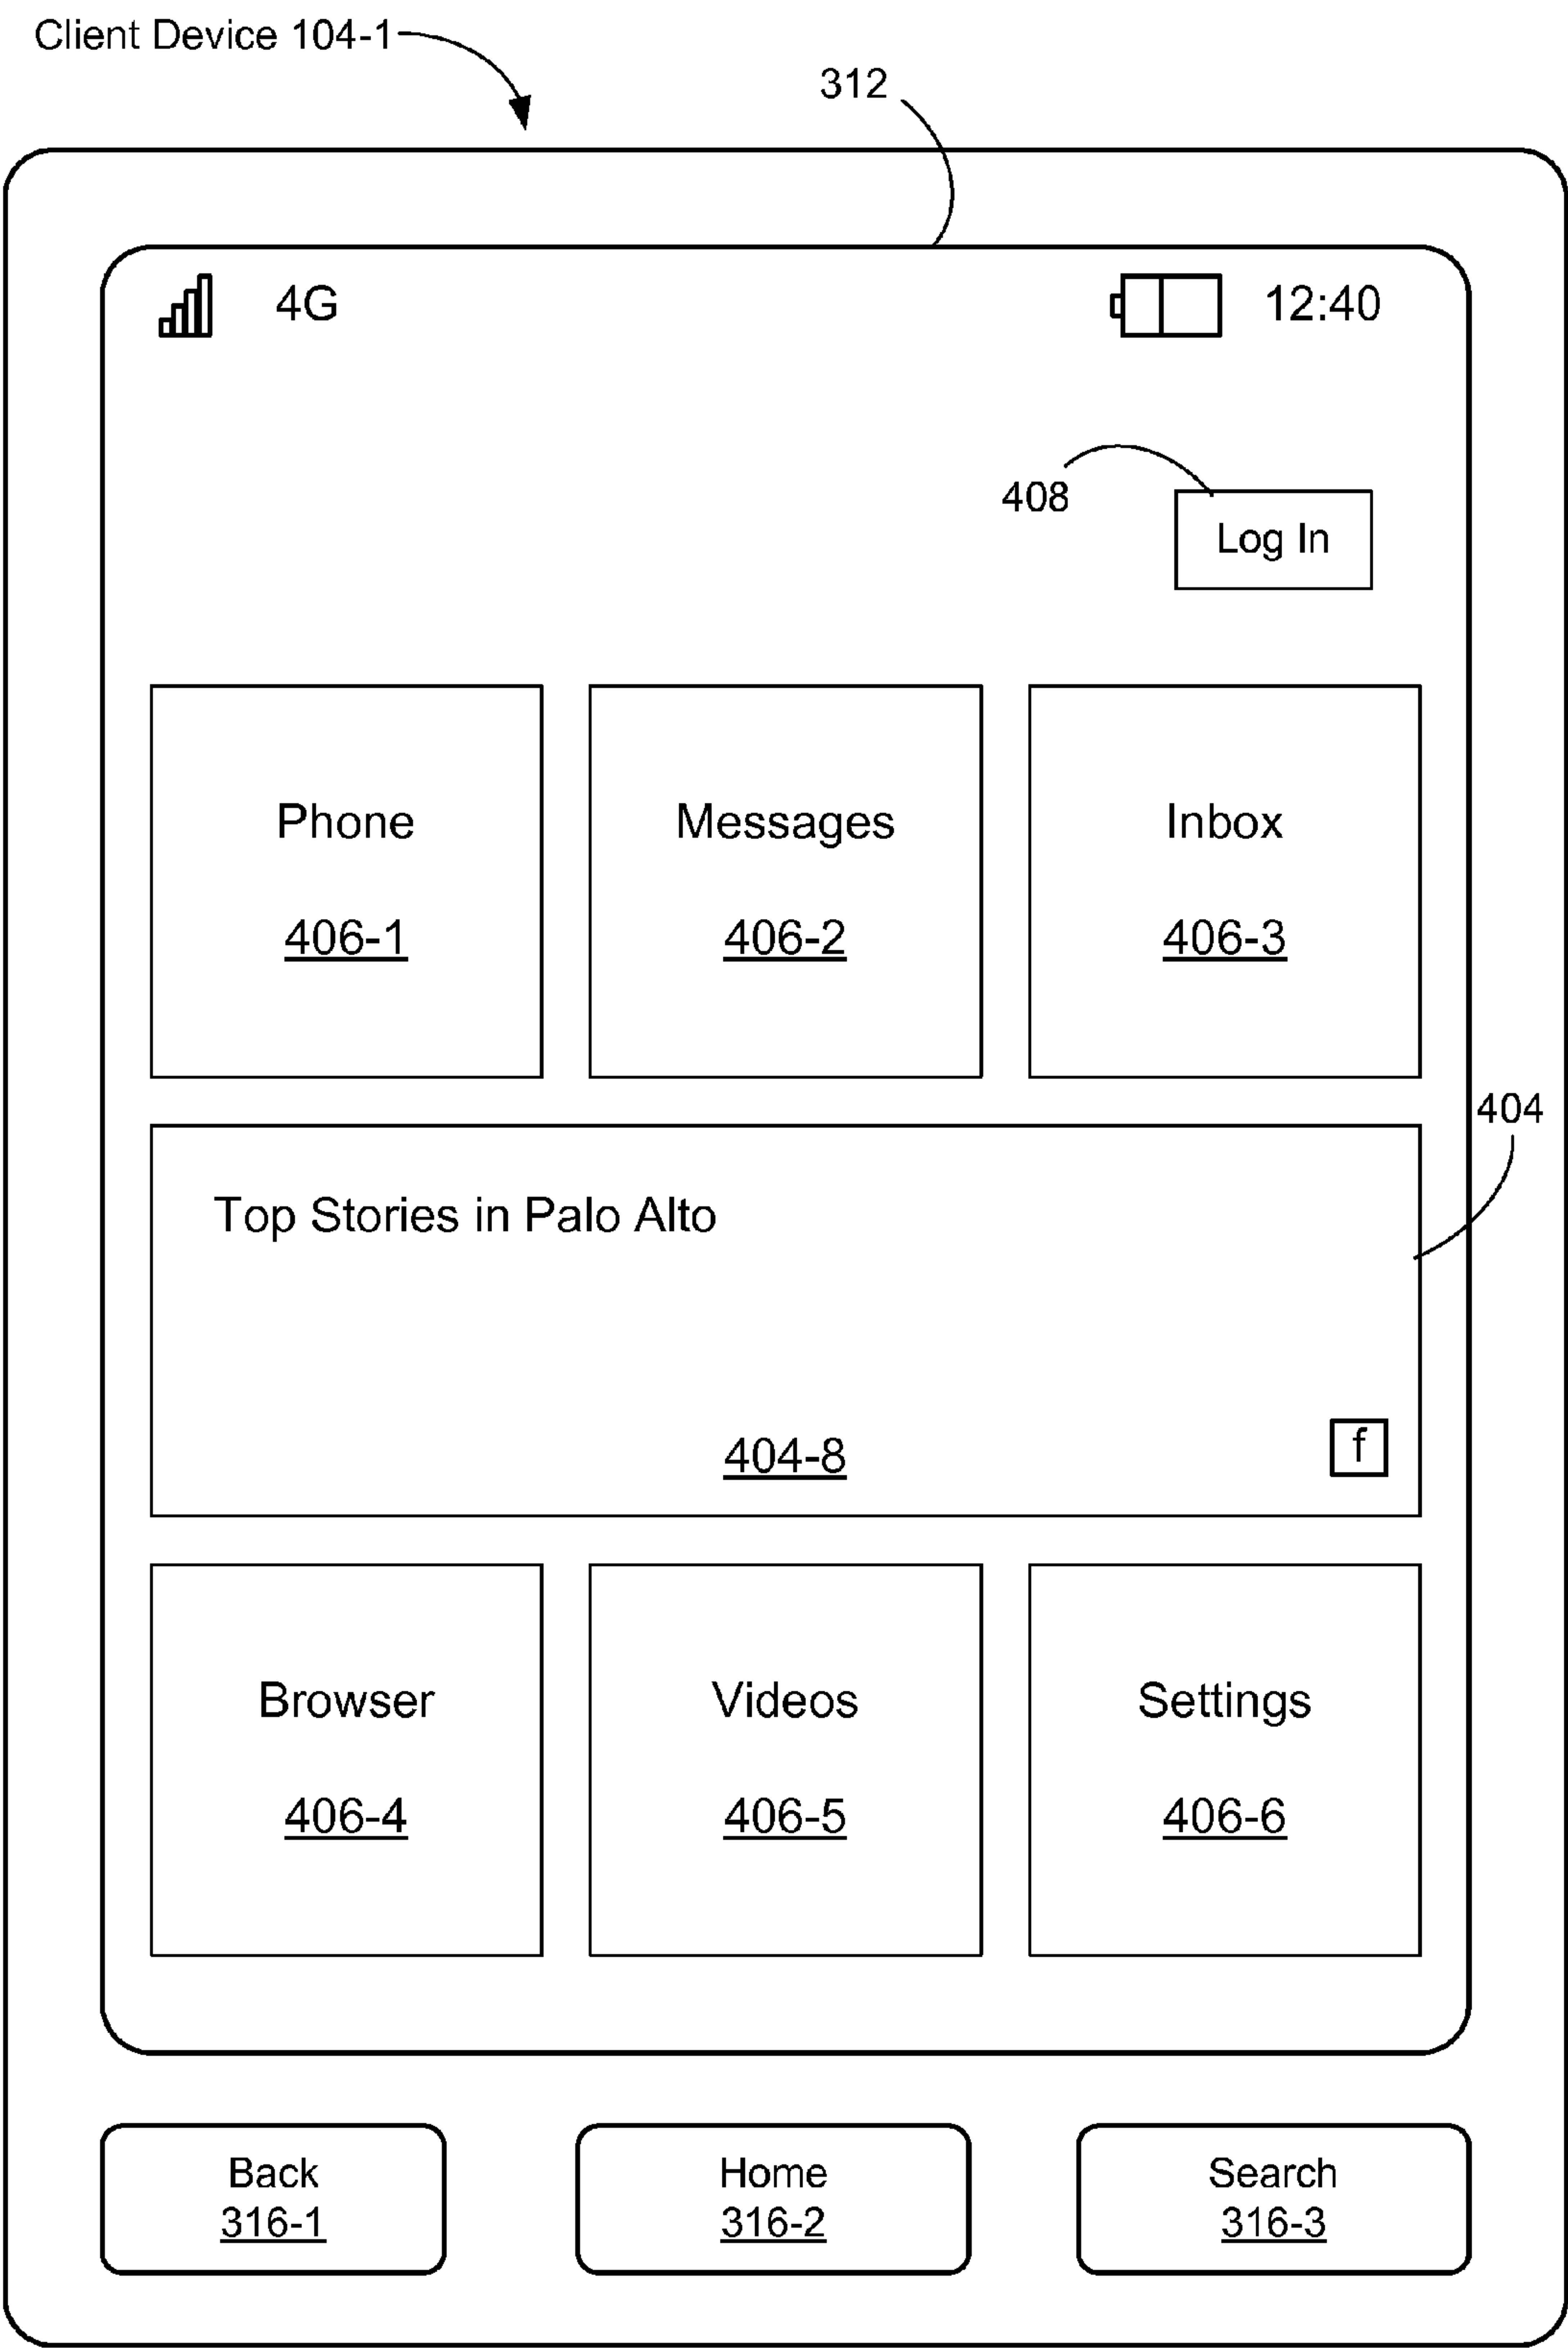 Client Device 104-1
312
4G
12:40
408
Log In
Phone
Messages
Inbox
406-1
406-2
406-3
404
Top Stories in Palo Alto
404-8
f
Browser
Videos
Settings
406-4
406-5
406-6
Back
Home
Search
316-1
316-2
316-3